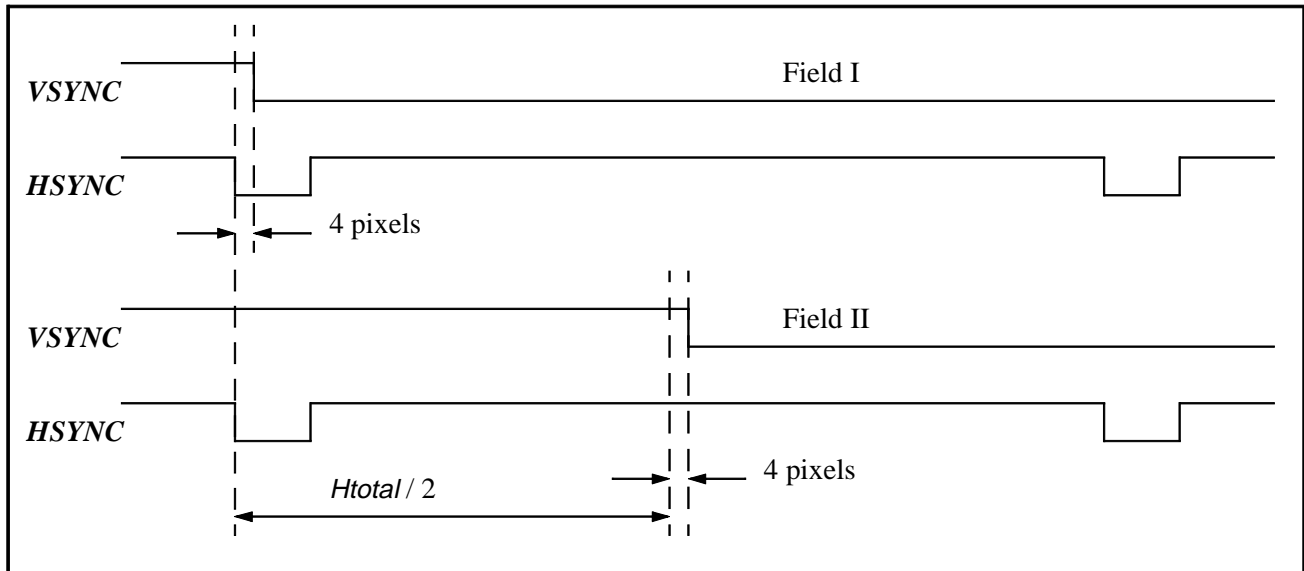 VSYNC
Field I
HSYNC
4 pixels
VSYNC
Field II
HSYNC
Htotal / 2
4 pixels